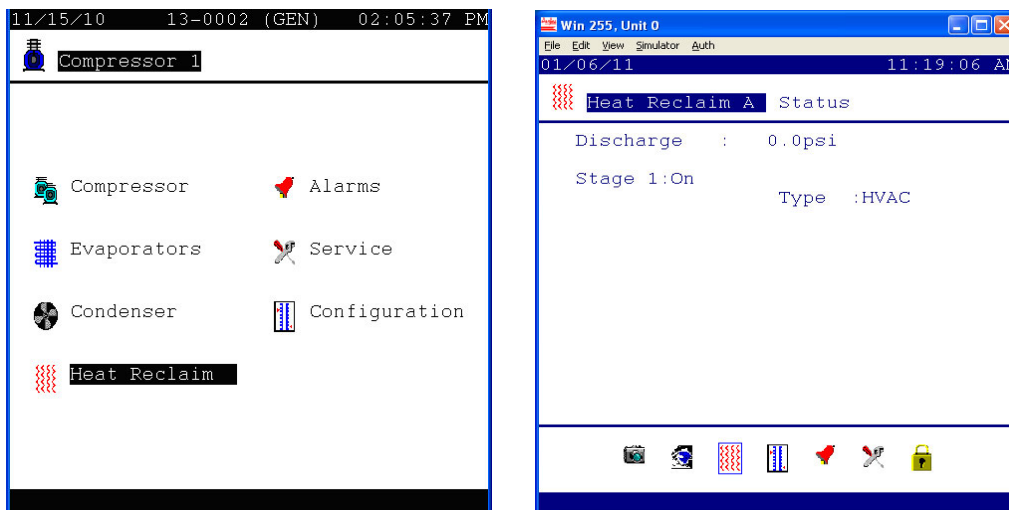 11/15/10 13-0002 (GEN) 02:05:37 PM
Compressor 1
Compressor Alarms
Evaporators Service
Condenser Configuration
Heat Reclaim
Win 255, Unit 0
File Edit View Simulator Auth
01/06/11 11:19:06 AM
Heat Reclaim A Status
Discharge : 0.0psi
Stage 1:On
Type :HVAC